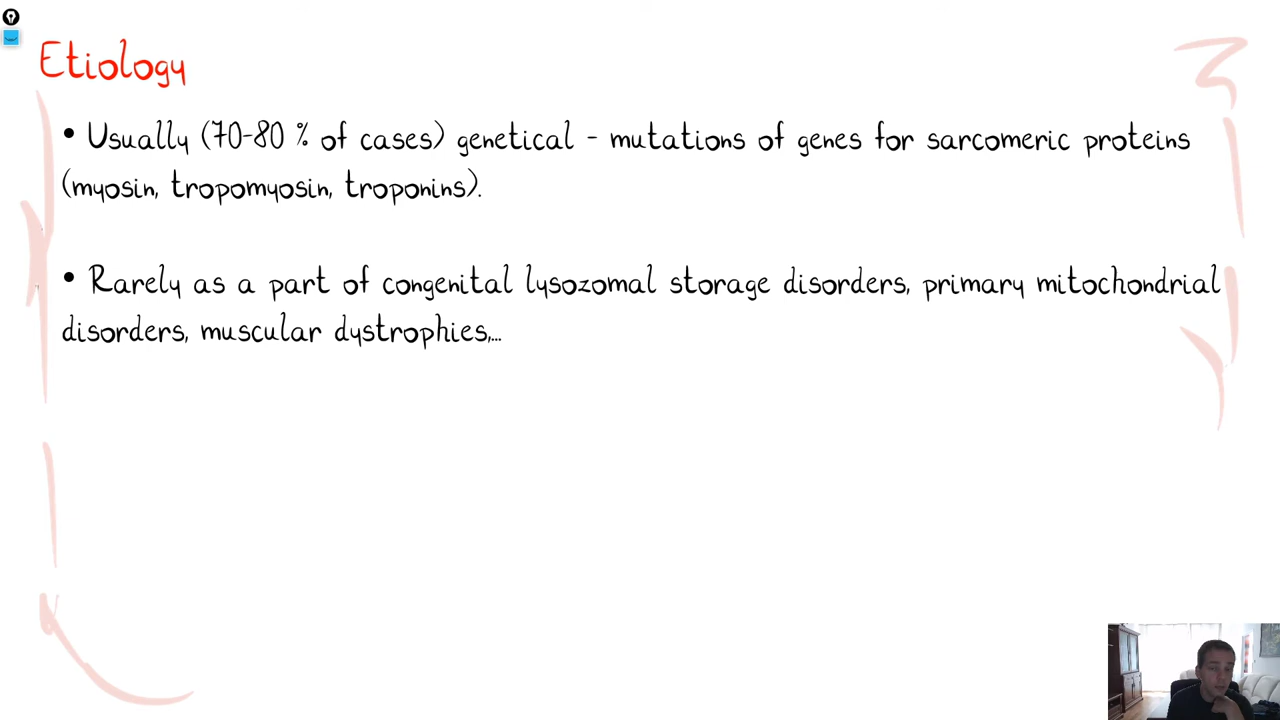 Etiology
• Usually (70-80 % of cases) genetical - mutations of genes for sarcomeric proteins
(myosin, tropomyosin, troponins).
• Rarely as a part of congenital lysozomal storage disorders, primary mitochondrial
disorders, muscular dystrophies,...